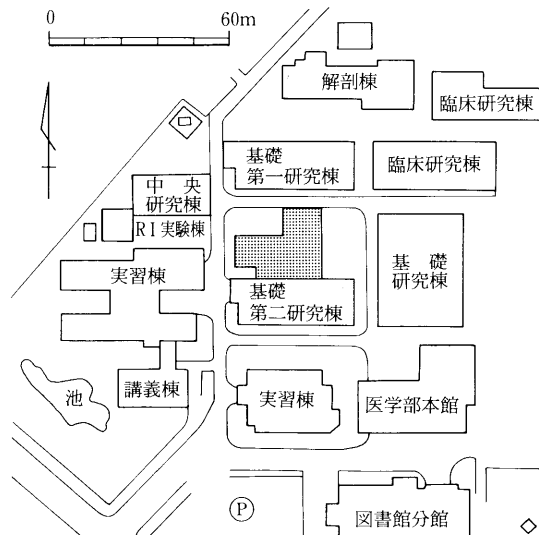 0
60m
解剖棟
臨床研究棟
基礎
第一研究棟
臨床研究棟
中央
研究棟
RI実験棟
実習棟
基礎
第二研究棟
基礎
研究棟
池
講義棟
実習棟
医学部本館
P
図書館分館